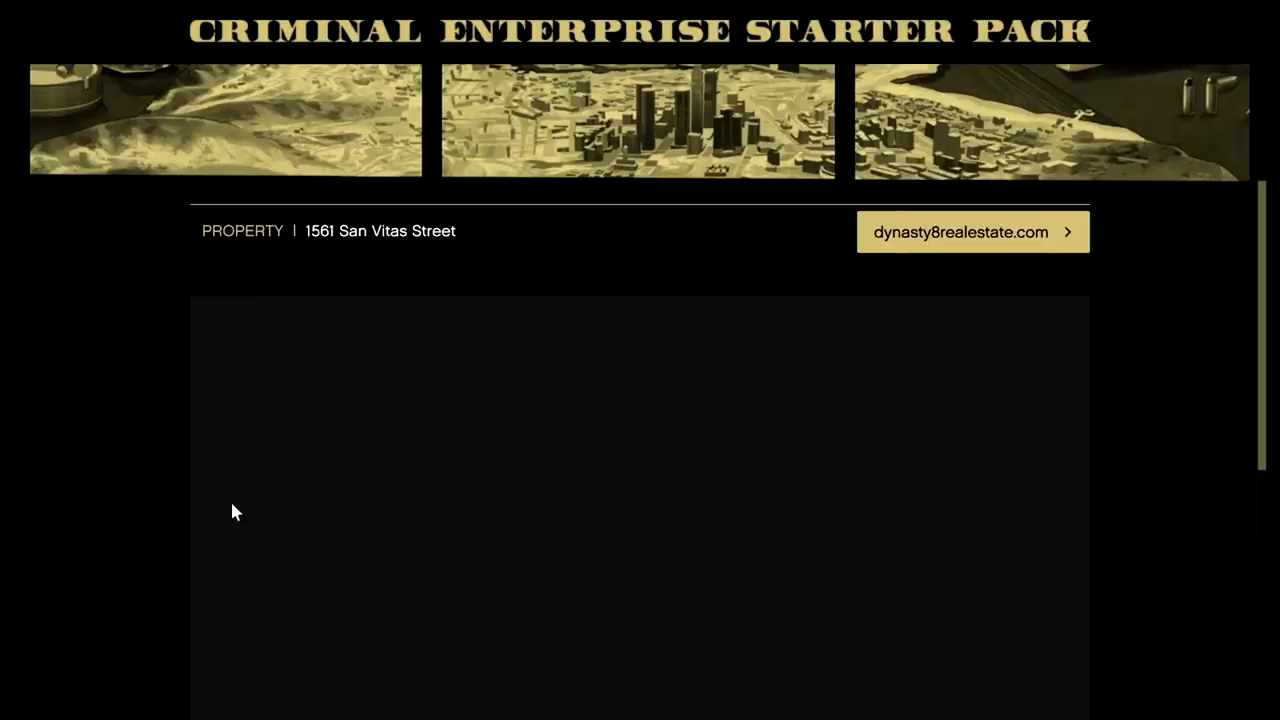 CRIMINAL ENTERPRISE STARTER PACK
PROPERTY | 1561 San Vitas Street
dynasty8realestate.com